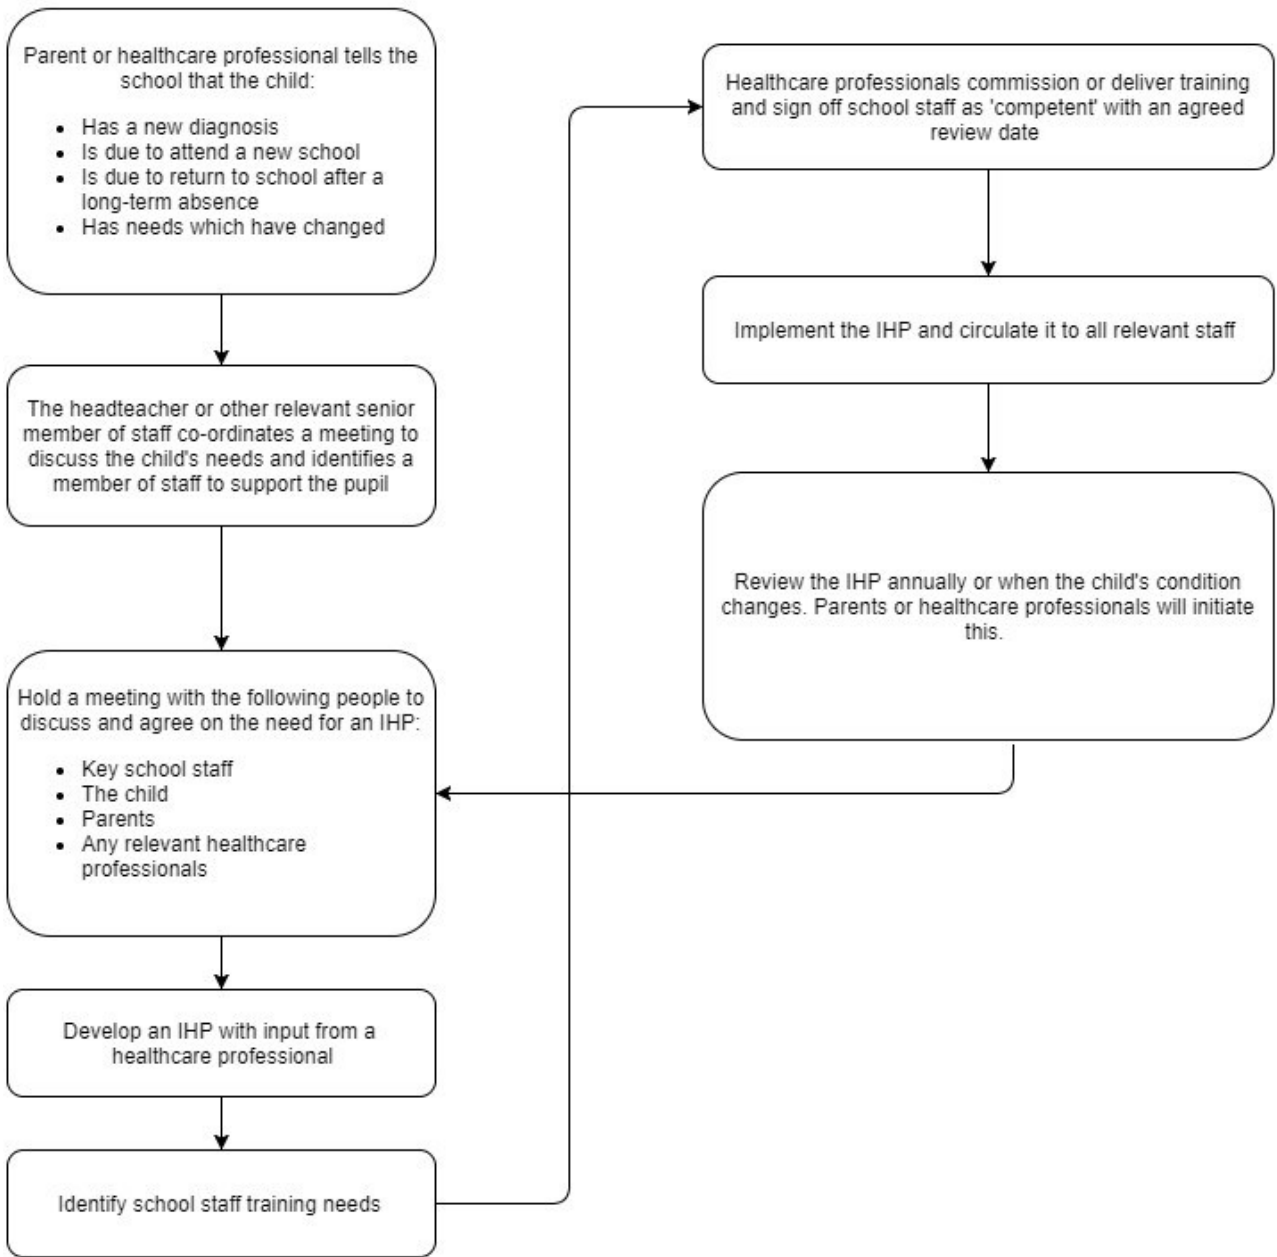 Parent or healthcare professional tells the
school that the child:
• Has a new diagnosis
• Is due to attend a new school
• Is due to return to school after a
long-term absence
• Has needs which have changed
The headteacher or other relevant senior
member of staff co-ordinates a meeting to
discuss the child's needs and identifies a
member of staff to support the pupil
Hold a meeting with the following people to
discuss and agree on the need for an IHP:
• Key school staff
• The child
• Parents
• Any relevant healthcare
professionals
Develop an IHP with input from a
healthcare professional
Identify school staff training needs
Healthcare professionals commission or deliver training
and sign off school staff as 'competent' with an agreed
review date
Implement the IHP and circulate it to all relevant staff
Review the IHP annually or when the child's condition
changes. Parents or healthcare professionals will initiate
this.